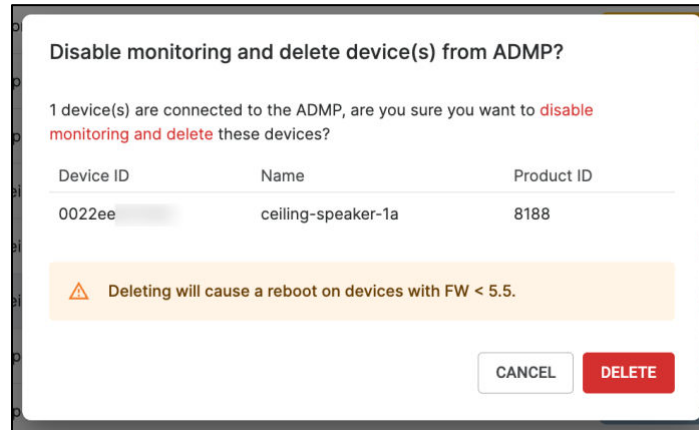 Disable monitoring and delete device(s) from ADMP?
1 device(s) are connected to the ADMP, are you sure you want to disable
monitoring and delete these devices?
Device ID Name Product ID
0022ee ceiling-speaker-1a 8188
Deleting will cause a reboot on devices with FW < 5.5.
CANCEL DELETE